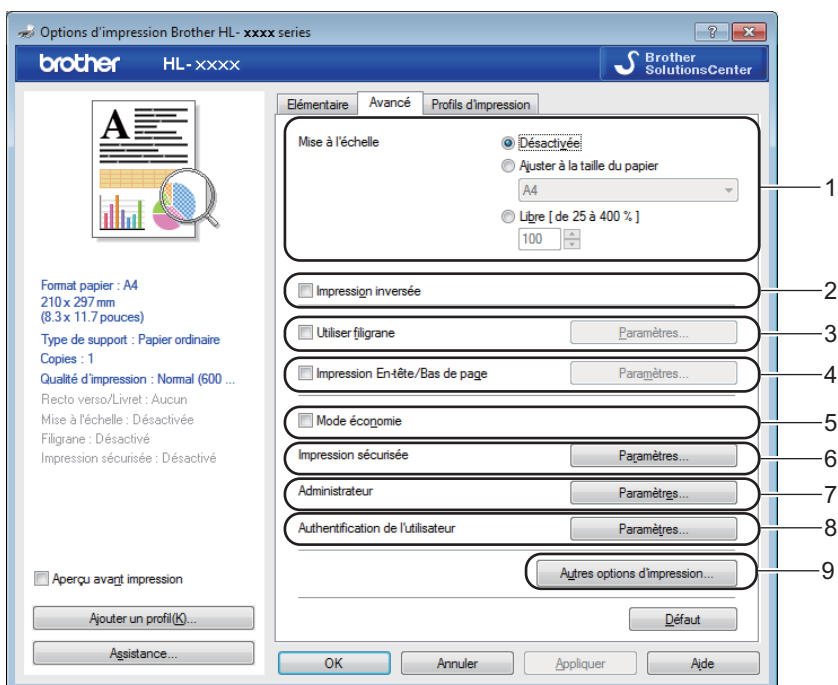 Options d'impression Brother HL- xxxx series
brother HL-xxxx
Brother
SolutionsCenter
Elémentaire Avancé Profils d'impression
Mise à l'échelle
Désactivée
Ajuster à la taille du papier
A4
Libre [ de 25 à 400 % ]
100
1
Impression inversée
2
Utiliser filigrane Paramètres...
3
Impression En-tête/Bas de page Paramètres...
4
Mode économie
5
Impression sécurisée Paramètres...
6
Administrateur Paramètres...
7
Authentification de l'utilisateur Paramètres...
8
Autres options d'impression...
9
Défaut
A
Format papier : A4
210 x 297 mm
(8.3 x 11.7 pouces)
Type de support : Papier ordinaire
Copies : 1
Qualité d'impression : Normal (600 ...
Recto verso/Livret : Aucun
Mise à l'échelle : Désactivée
Filigrane : Désactivé
Impression sécurisée : Désactivé
Aperçu avant impression
Ajouter un profil(K)...
Assistance...
OK Annuler Appliquer Aide